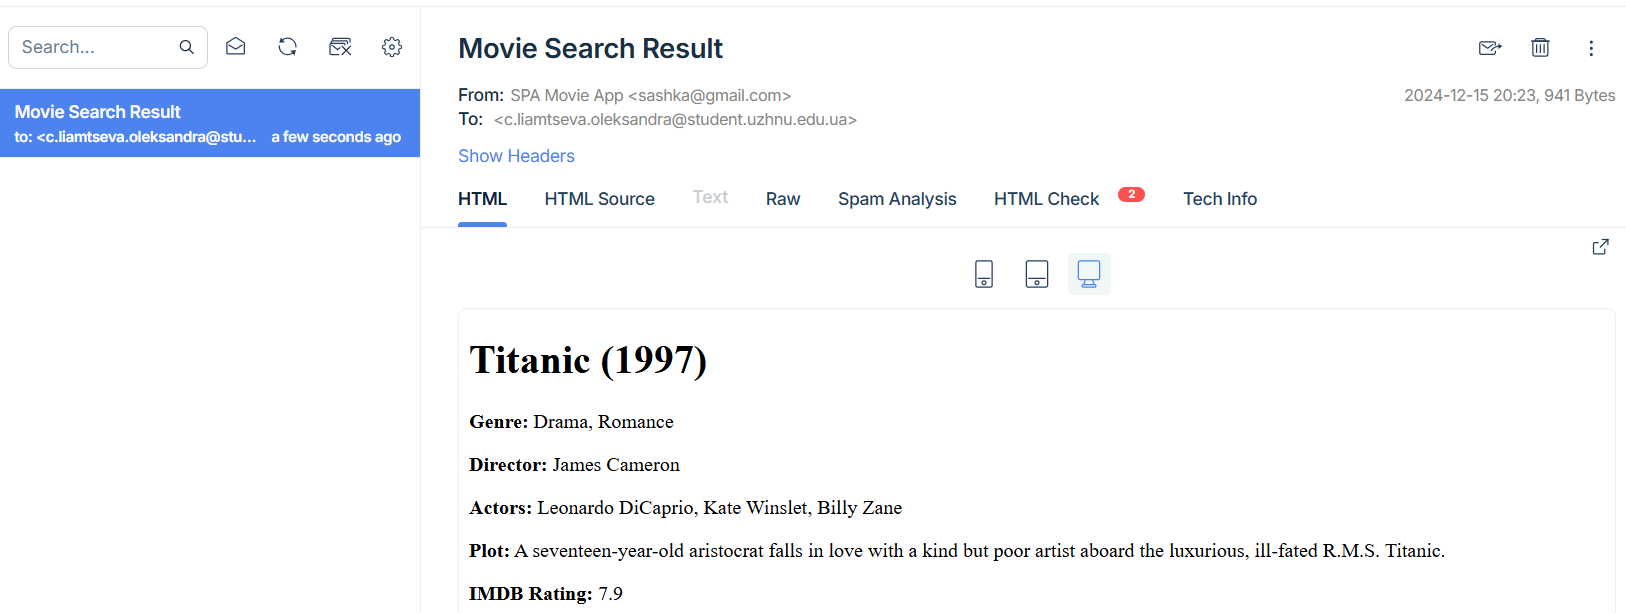 Search...
Movie Search Result
to: <c.liamtseva.oleksandra@stu... a few seconds ago
Movie Search Result
From: SPA Movie App <sashka@gmail.com>
2024-12-15 20:23, 941 Bytes
To: <c.liamtseva.oleksandra@student.uzhnu.edu.ua>
Show Headers
HTML HTML Source Text Raw Spam Analysis HTML Check 2 Tech Info
Titanic (1997)
Genre: Drama, Romance
Director: James Cameron
Actors: Leonardo DiCaprio, Kate Winslet, Billy Zane
Plot: A seventeen-year-old aristocrat falls in love with a kind but poor artist aboard the luxurious, ill-fated R.M.S. Titanic.
IMDB Rating: 7.9